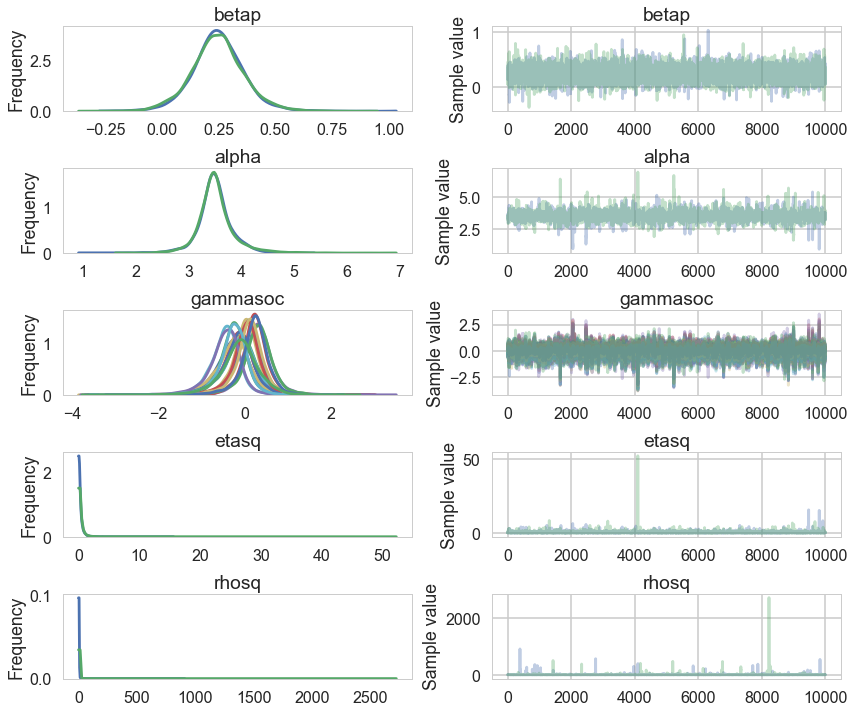 betap
Frequency
2.5
0.0
−0.25 0.00 0.25 0.50 0.75 1.00
betap
Sample value
1
0
0 2000 4000 6000 8000 10000
alpha
Frequency
1
0
1 2 3 4 5 6 7
alpha
Sample value
5.0
2.5
0 2000 4000 6000 8000 10000
gammasoc
Frequency
1
0
−4 −2 0 2
gammasoc
Sample value
2.5
0.0
−2.5
0 2000 4000 6000 8000 10000
etasq
Frequency
2
0
0 10 20 30 40 50
etasq
Sample value
50
0
0 2000 4000 6000 8000 10000
rhosq
Frequency
0.1
0.0
0 500 1000 1500 2000 2500
rhosq
Sample value
2000
0
0 2000 4000 6000 8000 10000